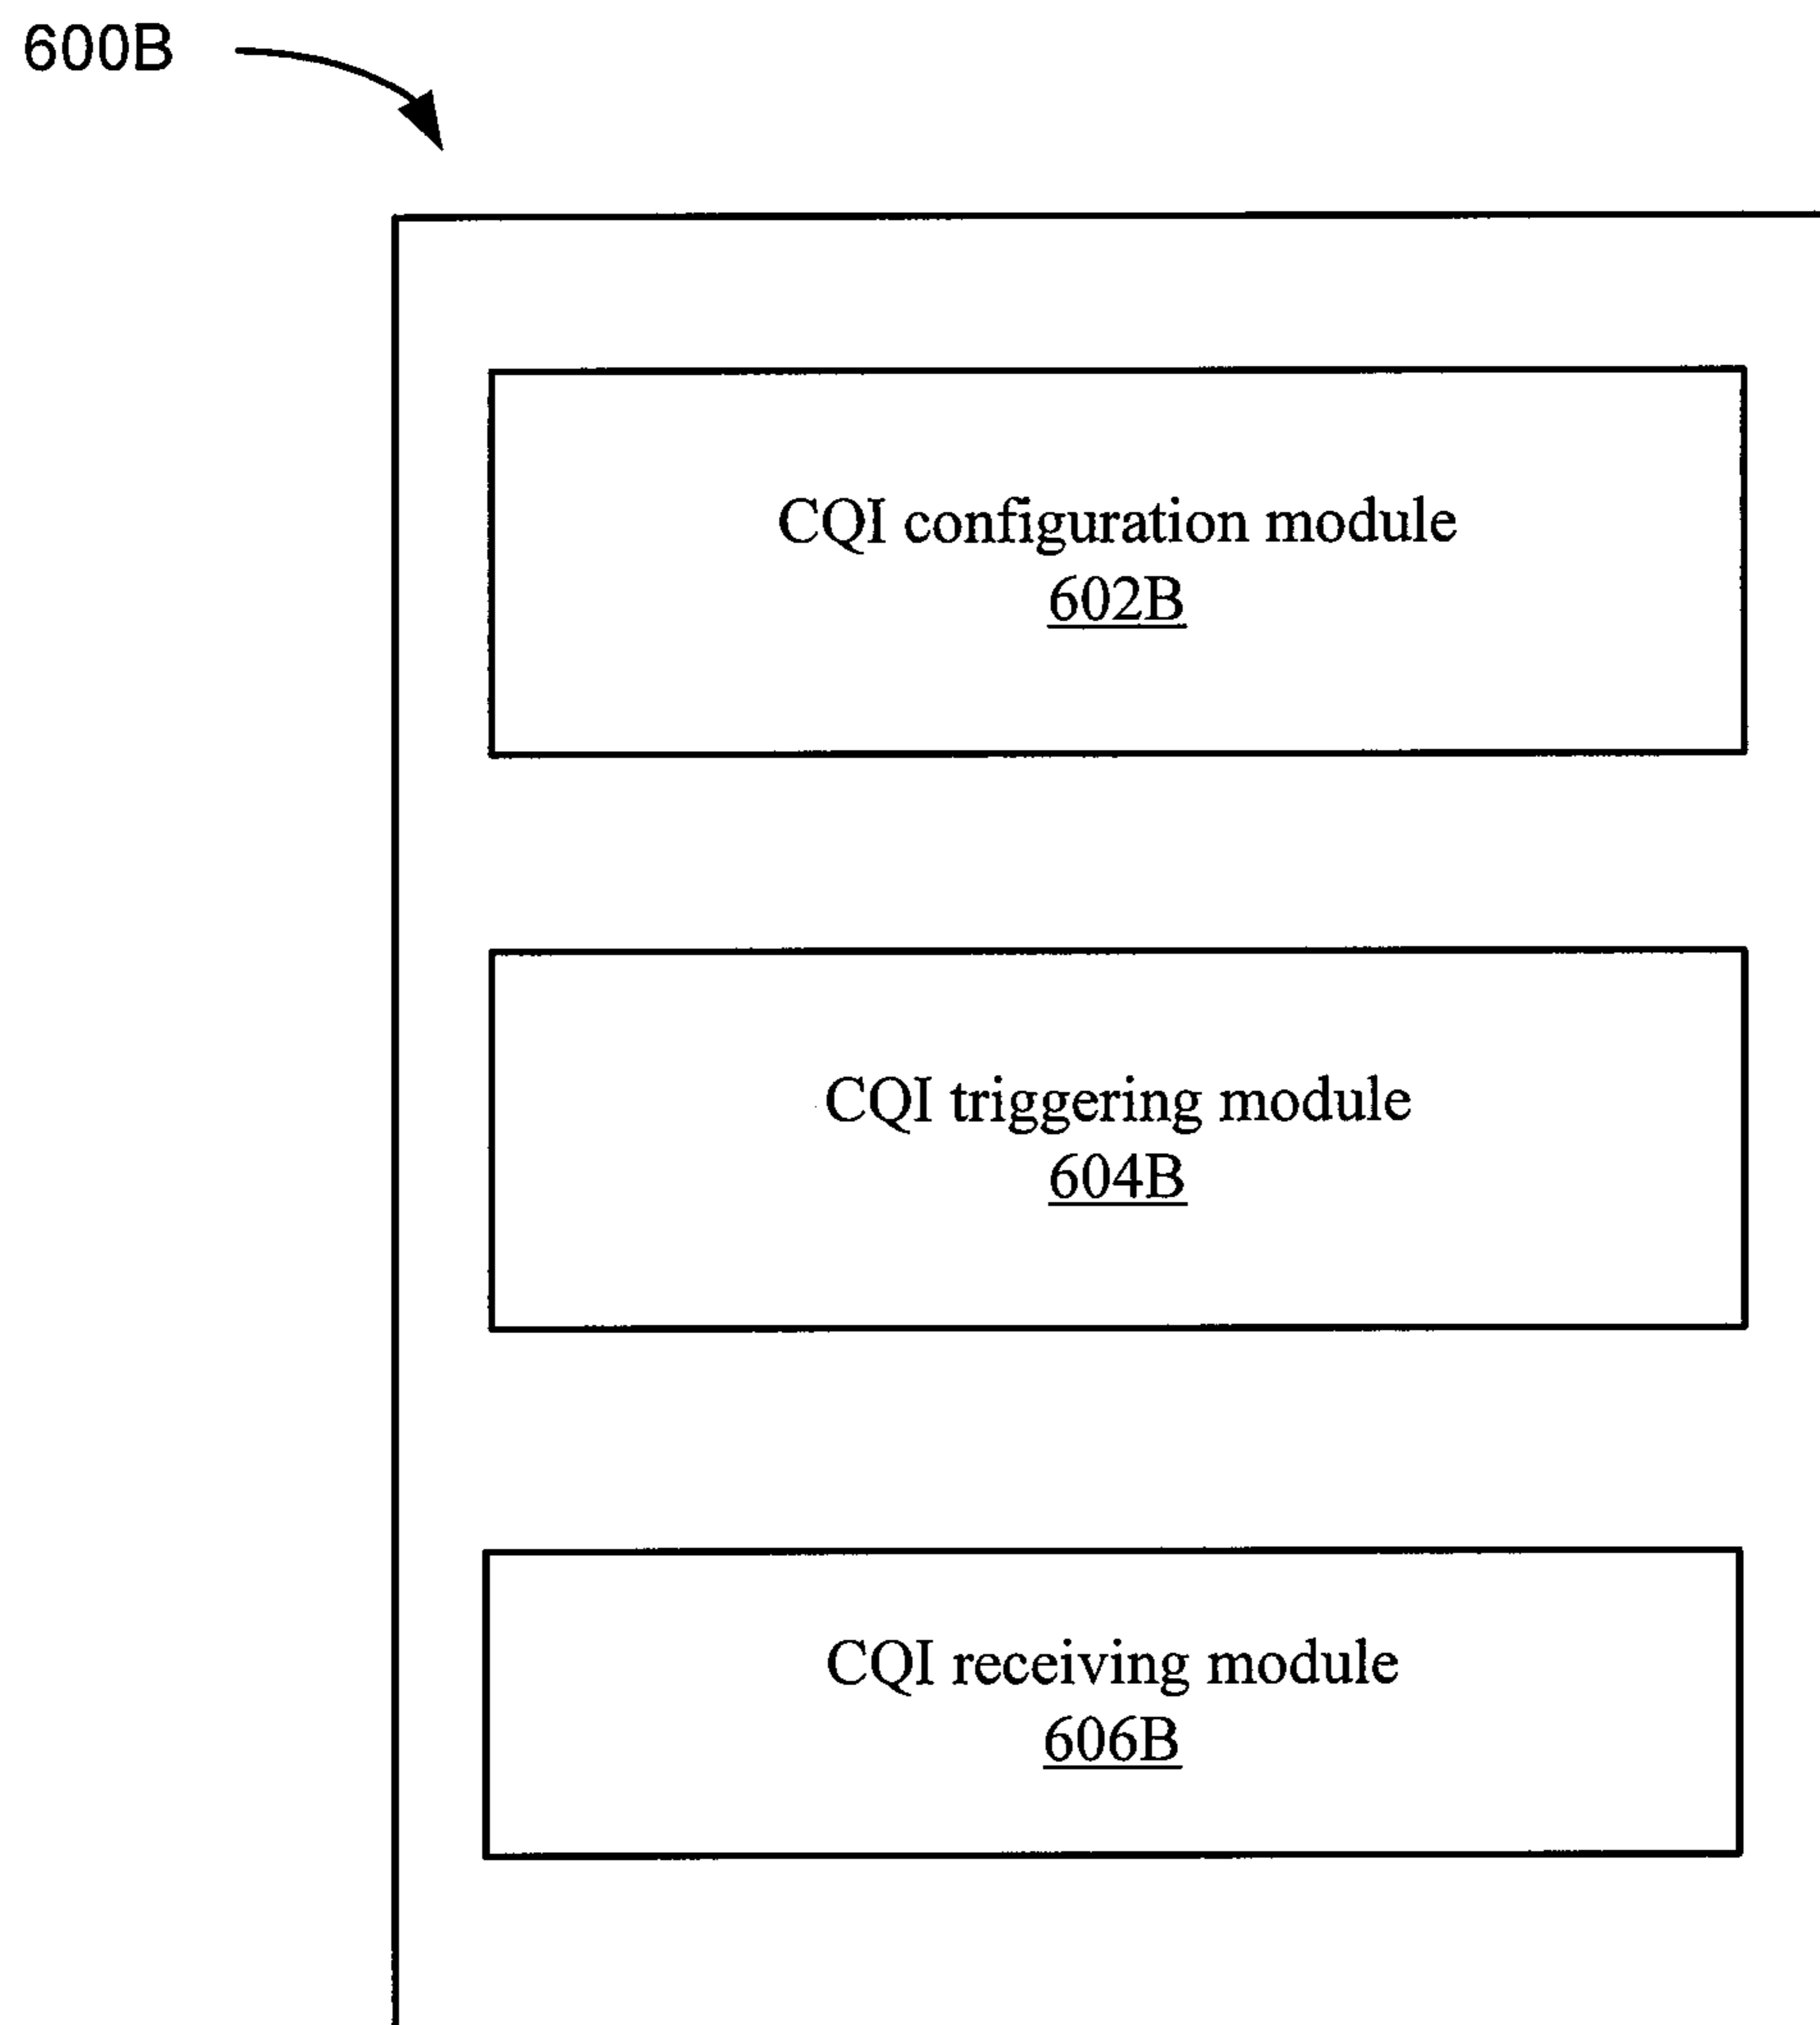 600B
CQI configuration module
602B
CQI triggering module
604B
CQI receiving module
606B